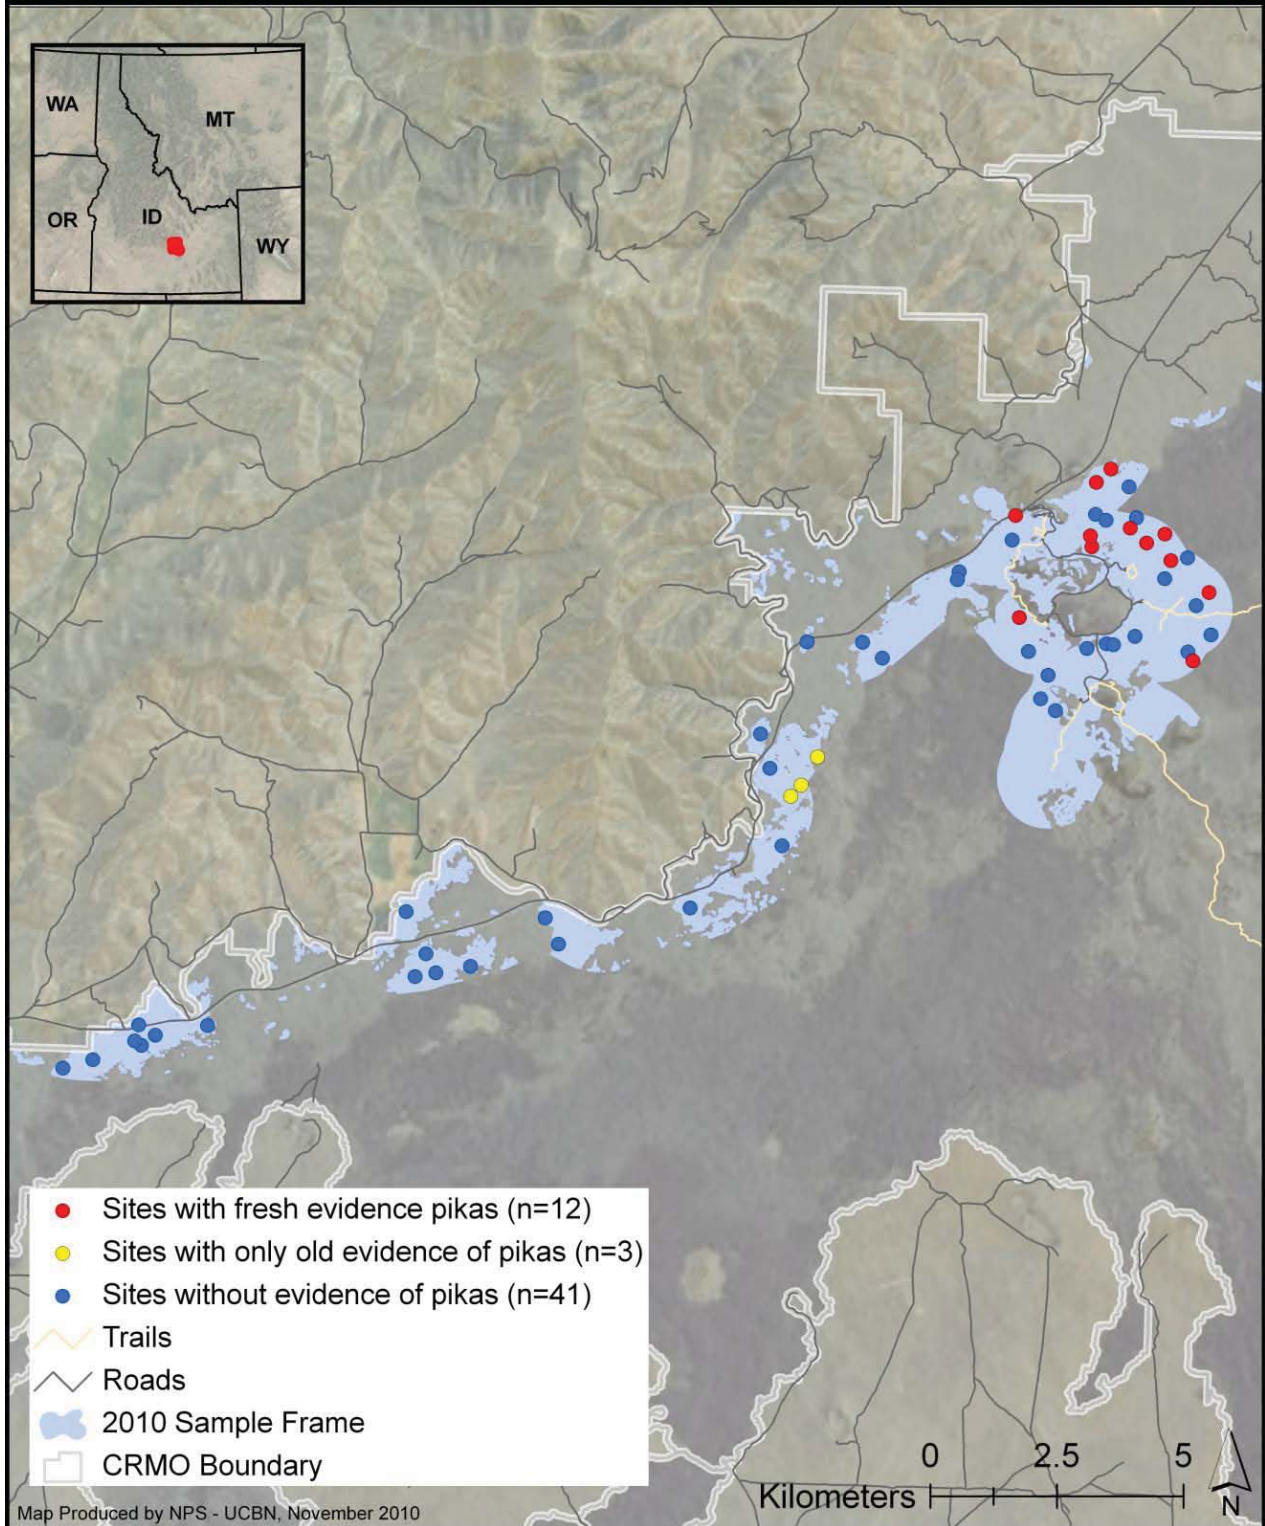 WA
MT
OR
ID
WY
Sites with fresh evidence pikas (n=12)
Sites with only old evidence of pikas (n=3)
Sites without evidence of pikas (n=41)
Trails
Roads
2010 Sample Frame
CRMO Boundary
0 2.5 5
Kilometers
N
Map Produced by NPS - UCBN, November 2010